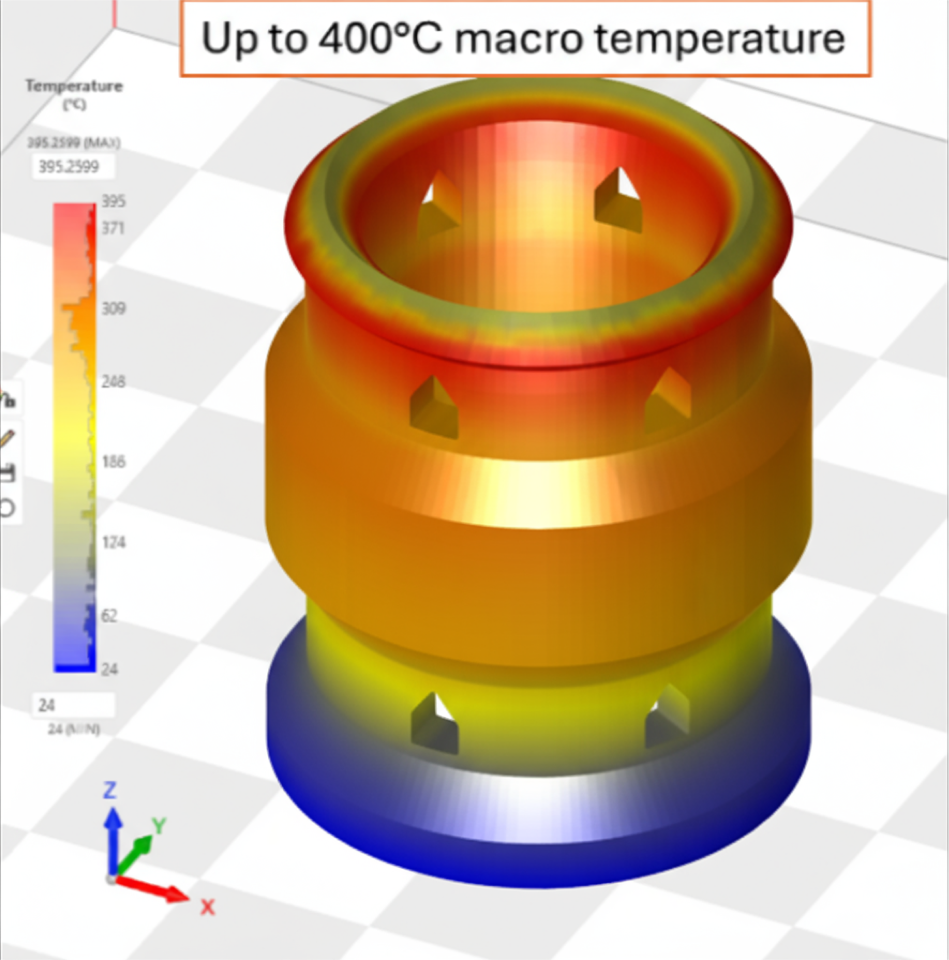 Up to 400°C macro temperature
Temperature
(°C)
395.2599 (MAX)
395.2599
395
371
309
248
186
124
62
24
24
24 (MIN)
Z
Y
X